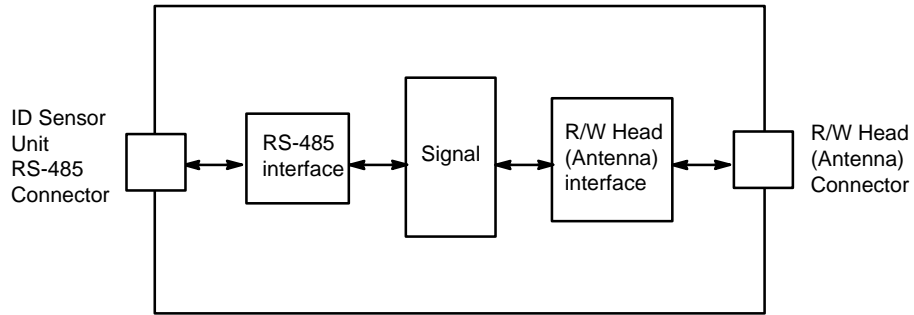 ID Sensor
Unit
RS-485
Connector
RS-485
interface
Signal
R/W Head
(Antenna)
interface
R/W Head
(Antenna)
Connector